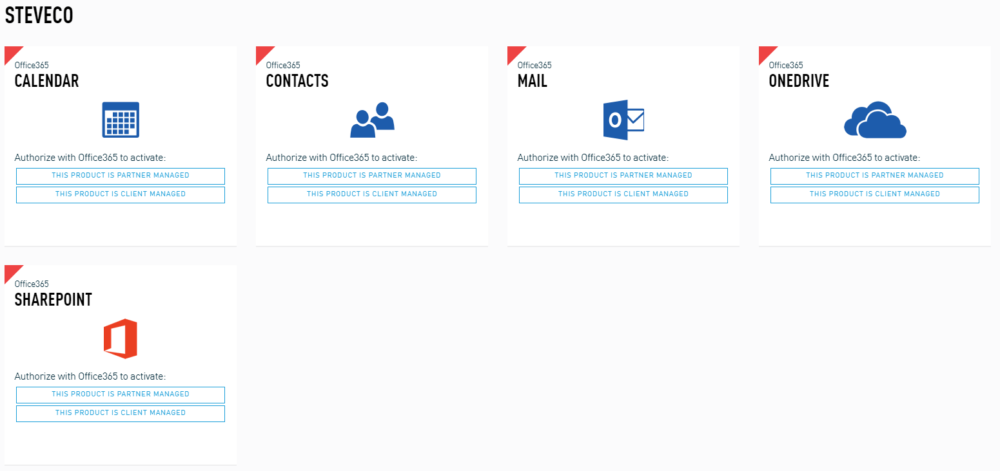 STEVECO
Office365
CALENDAR
Authorize with Office365 to activate:
THIS PRODUCT IS PARTNER MANAGED
THIS PRODUCT IS CLIENT MANAGED
Office365
CONTACTS
Authorize with Office365 to activate:
THIS PRODUCT IS PARTNER MANAGED
THIS PRODUCT IS CLIENT MANAGED
Office365
MAIL
Authorize with Office365 to activate:
THIS PRODUCT IS PARTNER MANAGED
THIS PRODUCT IS CLIENT MANAGED
Office365
ONEDRIVE
Authorize with Office365 to activate:
THIS PRODUCT IS PARTNER MANAGED
THIS PRODUCT IS CLIENT MANAGED
Office365
SHAREPOINT
Authorize with Office365 to activate:
THIS PRODUCT IS PARTNER MANAGED
THIS PRODUCT IS CLIENT MANAGED